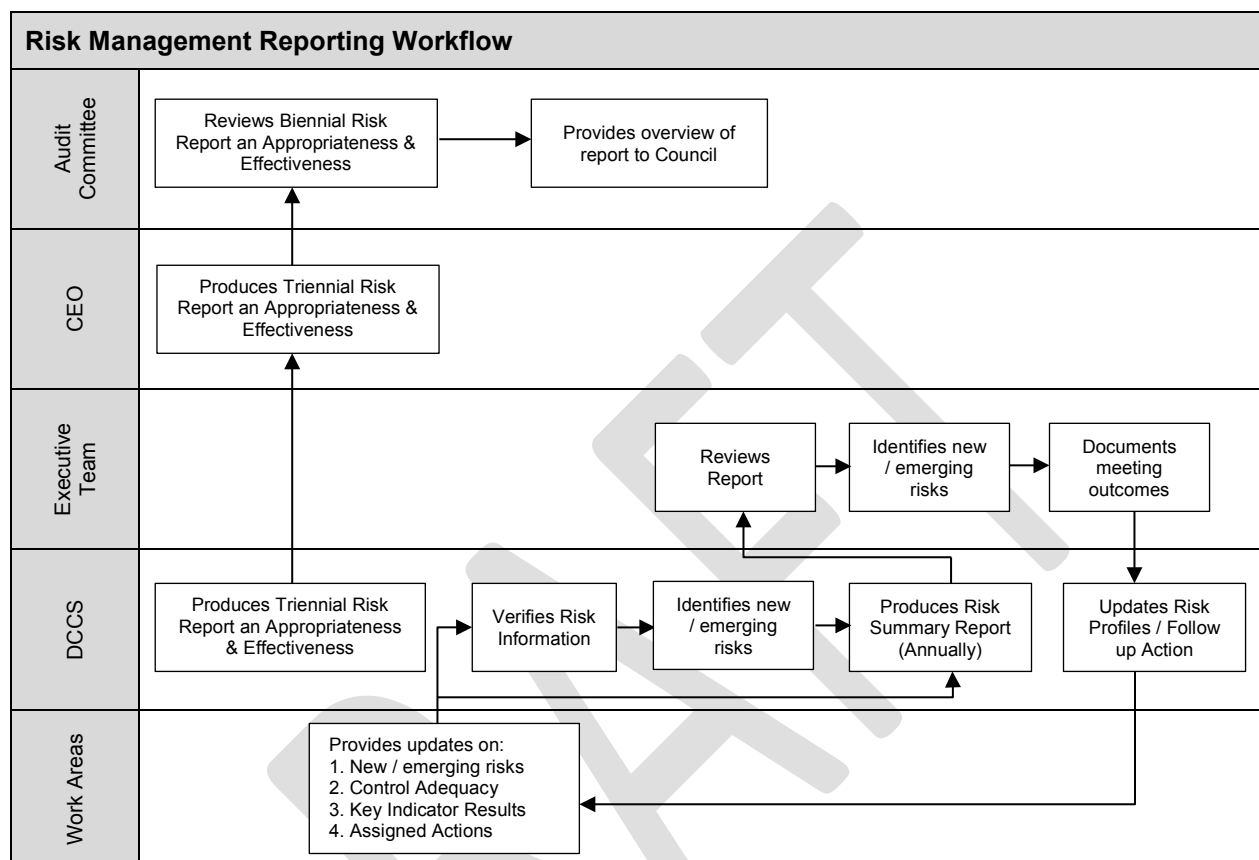 Risk Management Reporting Workflow
Audit
Committee
Reviews Biennial Risk
Report an Appropriateness &
Effectiveness
Provides overview of
report to Council
CEO
Produces Triennial Risk
Report an Appropriateness &
Effectiveness
Executive
Team
Reviews
Report
Identifies new
/ emerging
risks
Documents
meeting
outcomes
DCCS
Produces Triennial Risk
Report an Appropriateness
& Effectiveness
Verifies Risk
Information
Identifies new
/ emerging
risks
Produces Risk
Summary Report
(Annually)
Updates Risk
Profiles / Follow
up Action
Work Areas
Provides updates on:
1. New / emerging risks
2. Control Adequacy
3. Key Indicator Results
4. Assigned Actions
DRAFT